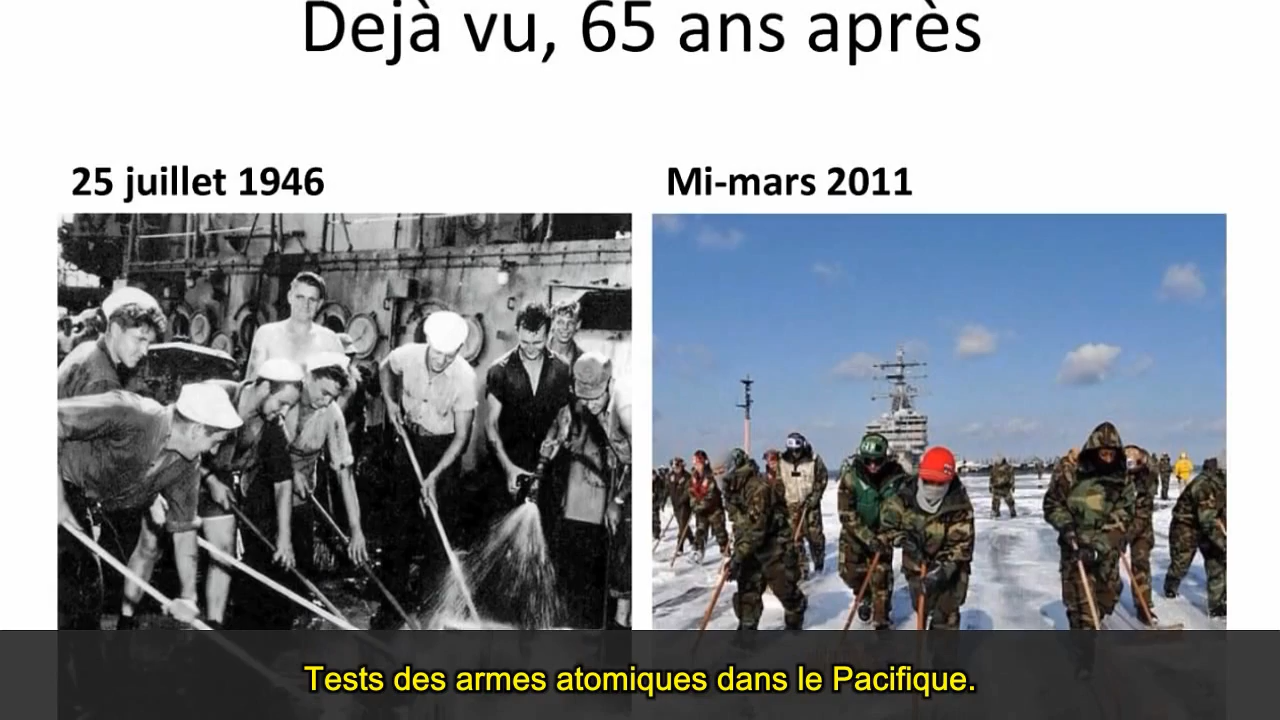 Dejà vu, 65 ans après
25 juillet 1946
Mi-mars 2011
Tests des armes atomiques dans le Pacifique.